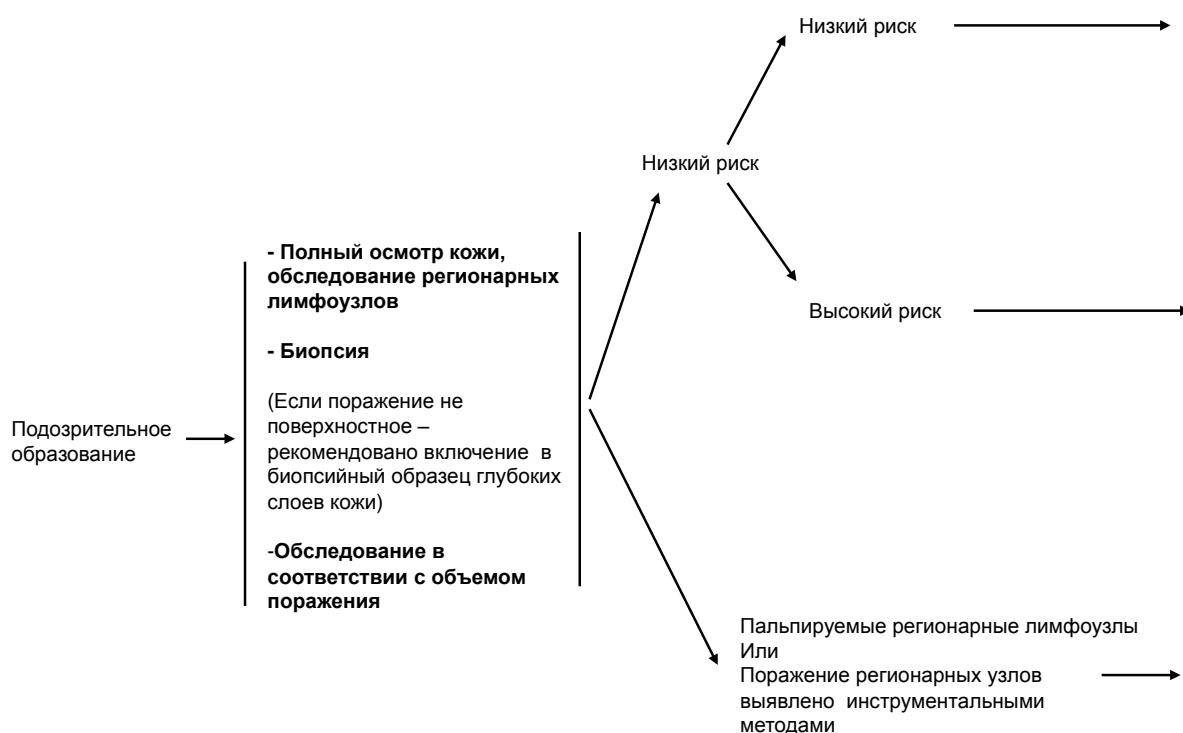 Подозрительное
образование
- Полный осмотр кожи,
обследование регионарных
лимфоузлов
- Биопсия
(Если поражение не
поверхностное –
рекомендовано включение в
биопсийный образец глубоких
слоев кожи)
-Обследование в
соответствии с объемом
поражения
Низкий риск
Низкий риск
Высокий риск
Пальпируемые регионарные лимфоузлы
Или
Поражение регионарных узлов
выявлено инструментальными
методами